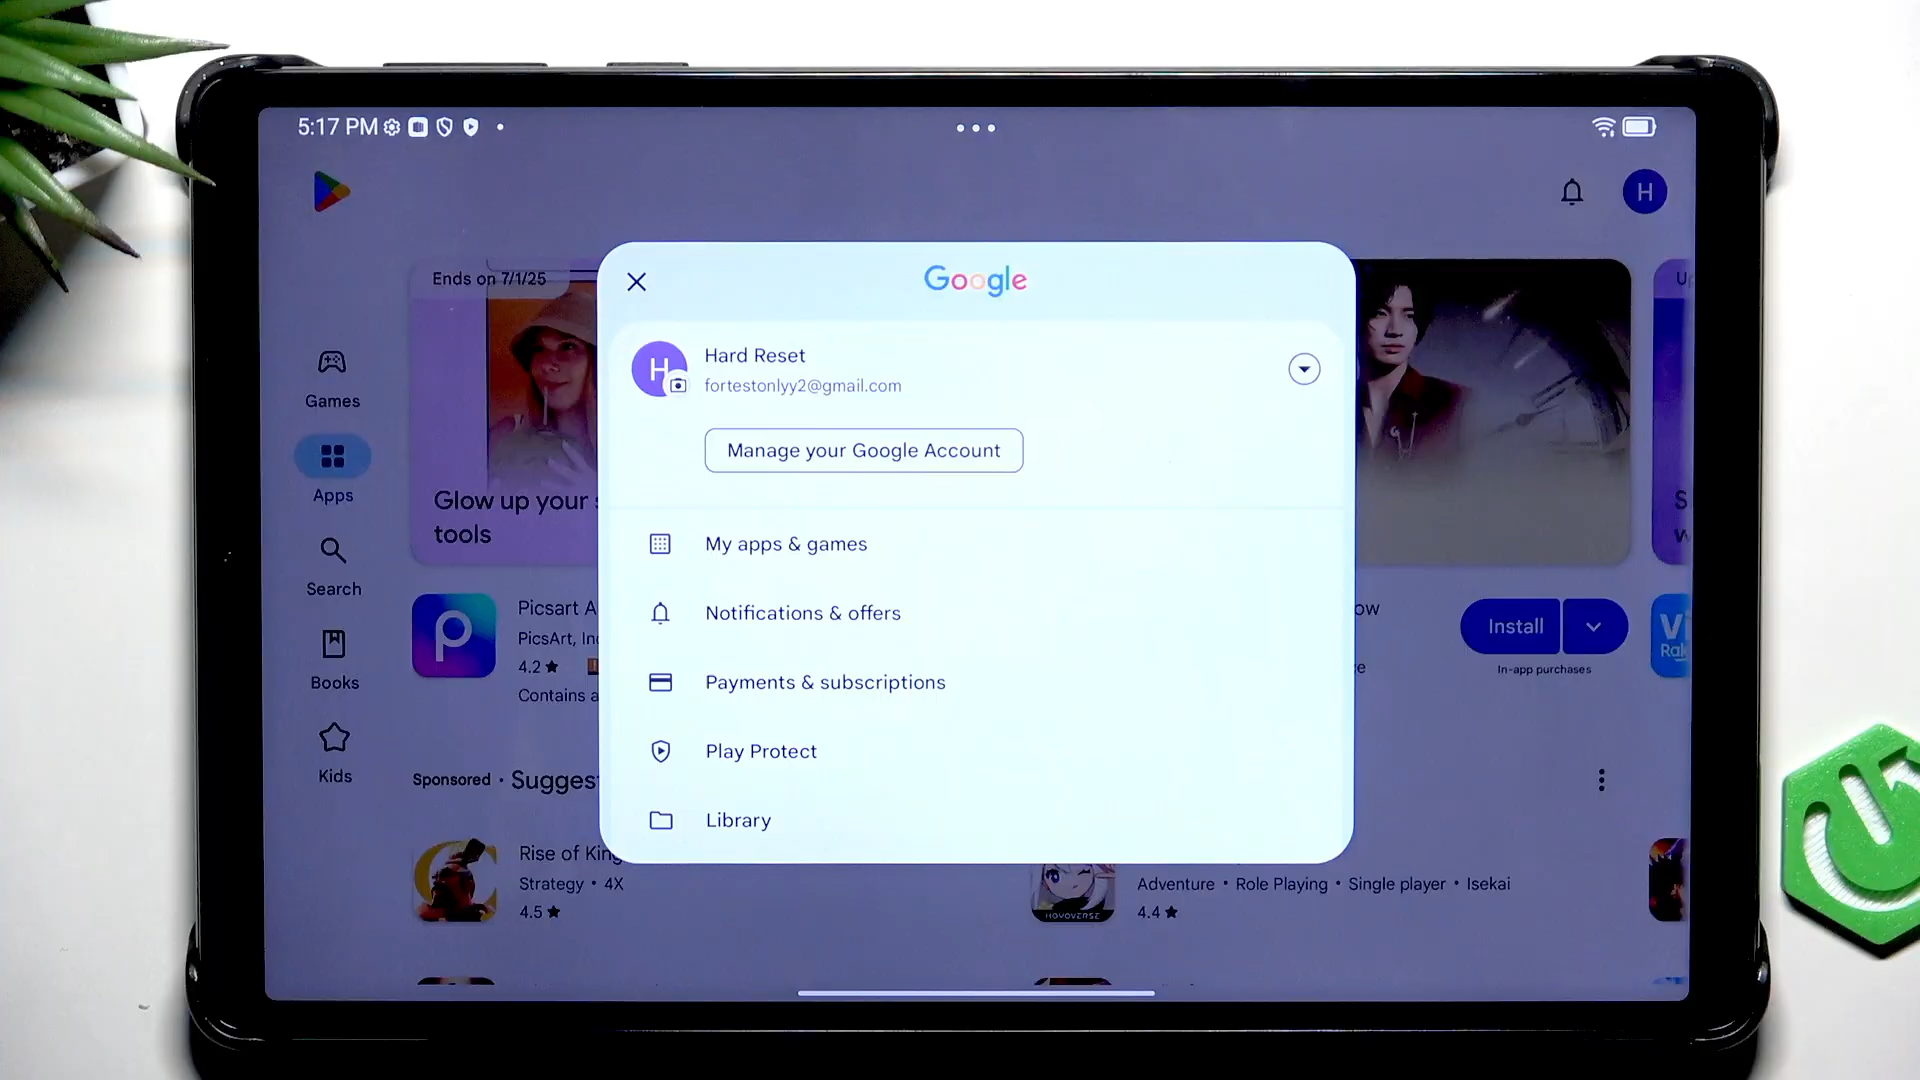 5:17 PM
H
Ends on 7/1/25
Google
H
Hard Reset
fortestonlyy2@gmail.com
Manage your Google Account
Games
Apps
Search
Books
Kids
Glow up your
tools
My apps & games
Notifications & offers
Payments & subscriptions
Play Protect
Library
Picsart
PicsArt,
4.2 ★
Contains
Install
In-app purchases
Sponsored • Suggest
Rise of King
Strategy • 4X
4.5 ★
HOYOVERSE
Adventure • Role Playing • Single player • Isekai
4.4 ★